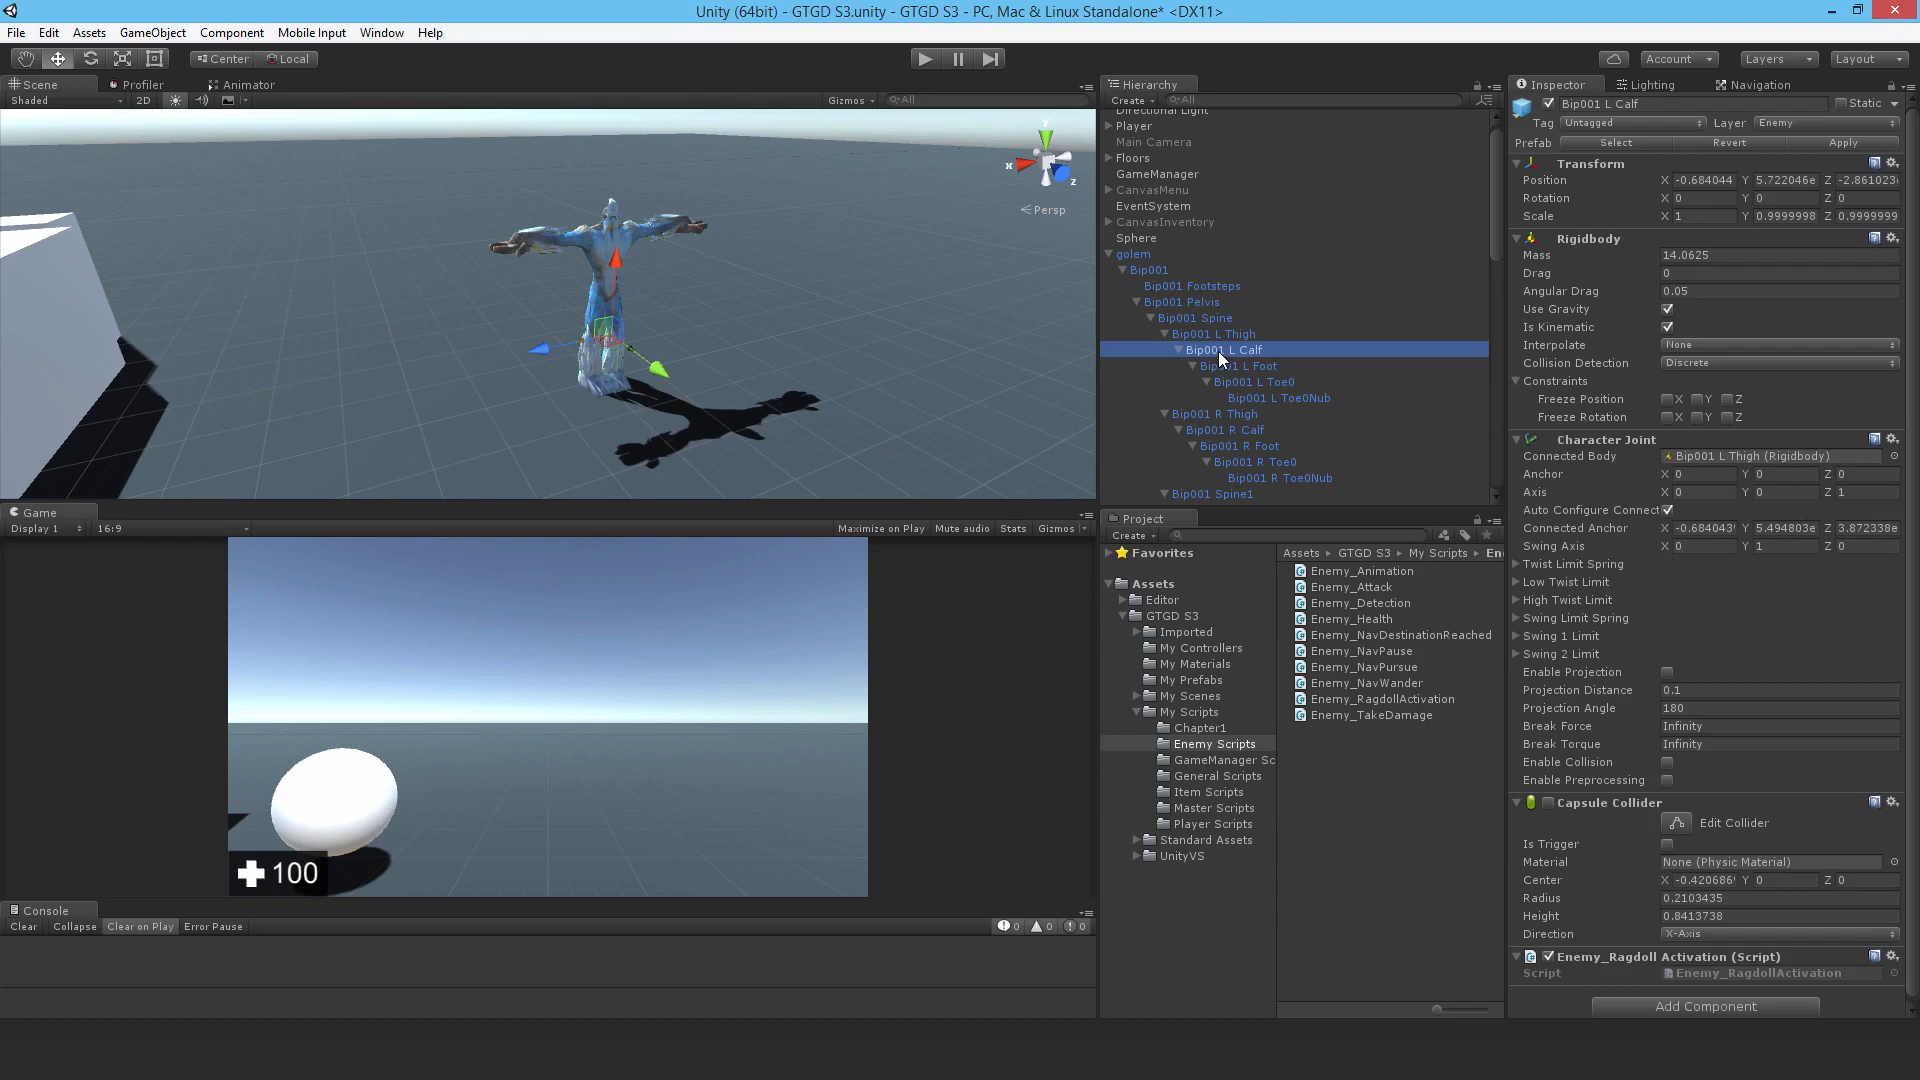 Unity (64bit) - GTGD S3.unity - GTGD S3 - PC, Mac & Linux Standalone* <DX11>
File Edit Assets GameObject Component Mobile Input Window Help
Center Local Account Layers Layout
Scene Profiler Animator
Shaded 2D Gizmos All
y
x
z
Persp
Game
Display 1 16:9 Maximize on Play Mute audio Stats Gizmos
100
Console
Clear Collapse Clear on Play Error Pause 0 0 0
Hierarchy
Create All
Directional Light
Player
Main Camera
Floors
GameManager
CanvasMenu
EventSystem
CanvasInventory
Sphere
golem
Bip001
Bip001 Footsteps
Bip001 Pelvis
Bip001 Spine
Bip001 L Thigh
Bip001 L Calf
L Foot
Bip001 L Toe0
Bip001 L Toe0Nub
Bip001 R Thigh
Bip001 R Calf
Bip001 R Foot
Bip001 R Toe0
Bip001 R Toe0Nub
Bip001 Spine1
Project
Create
Favorites
Assets
Editor
GTGD S3
Imported
My Controllers
My Materials
My Prefabs
My Scenes
My Scripts
Chapter1
Enemy Scripts
GameManager Sc
General Scripts
Item Scripts
Master Scripts
Player Scripts
Standard Assets
UnityVS
Assets GTGD S3 My Scripts En
Enemy_Animation
Enemy_Attack
Enemy_Detection
Enemy_Health
Enemy_NavDestinationReached
Enemy_NavPause
Enemy_NavPursue
Enemy_NavWander
Enemy_RagdollActivation
Enemy_TakeDamage
Inspector Lighting Navigation
Bip001 L Calf Static
Tag Untagged Layer Enemy
Prefab Select Revert Apply
Transform
Position X -0.684044 Y 5.722046e Z -2.861023
Rotation X 0 Y 0 Z 0
Scale X 1 Y 0.9999998 Z 0.9999999
Rigidbody
Mass 14.0625
Drag 0
Angular Drag 0.05
Use Gravity
Is Kinematic
Interpolate None
Collision Detection Discrete
Constraints
Freeze Position X Y Z
Freeze Rotation X Y Z
Character Joint
Connected Body Bip001 L Thigh (Rigidbody)
Anchor X 0 Y 0 Z 0
Axis X 0 Y 0 Z 1
Auto Configure Connect
Connected Anchor X -0.684043 Y 5.494803e Z 3.872338e
Swing Axis X 0 Y 1 Z 0
Twist Limit Spring
Low Twist Limit
High Twist Limit
Swing Limit Spring
Swing 1 Limit
Swing 2 Limit
Enable Projection
Projection Distance 0.1
Projection Angle 180
Break Force Infinity
Break Torque Infinity
Enable Collision
Enable Preprocessing
Capsule Collider
Edit Collider
Is Trigger
Material None (Physic Material)
Center X -0.420686 Y 0 Z 0
Radius 0.2103435
Height 0.8413738
Direction X-Axis
Enemy_Ragdoll Activation (Script)
Script Enemy_RagdollActivation
Add Component